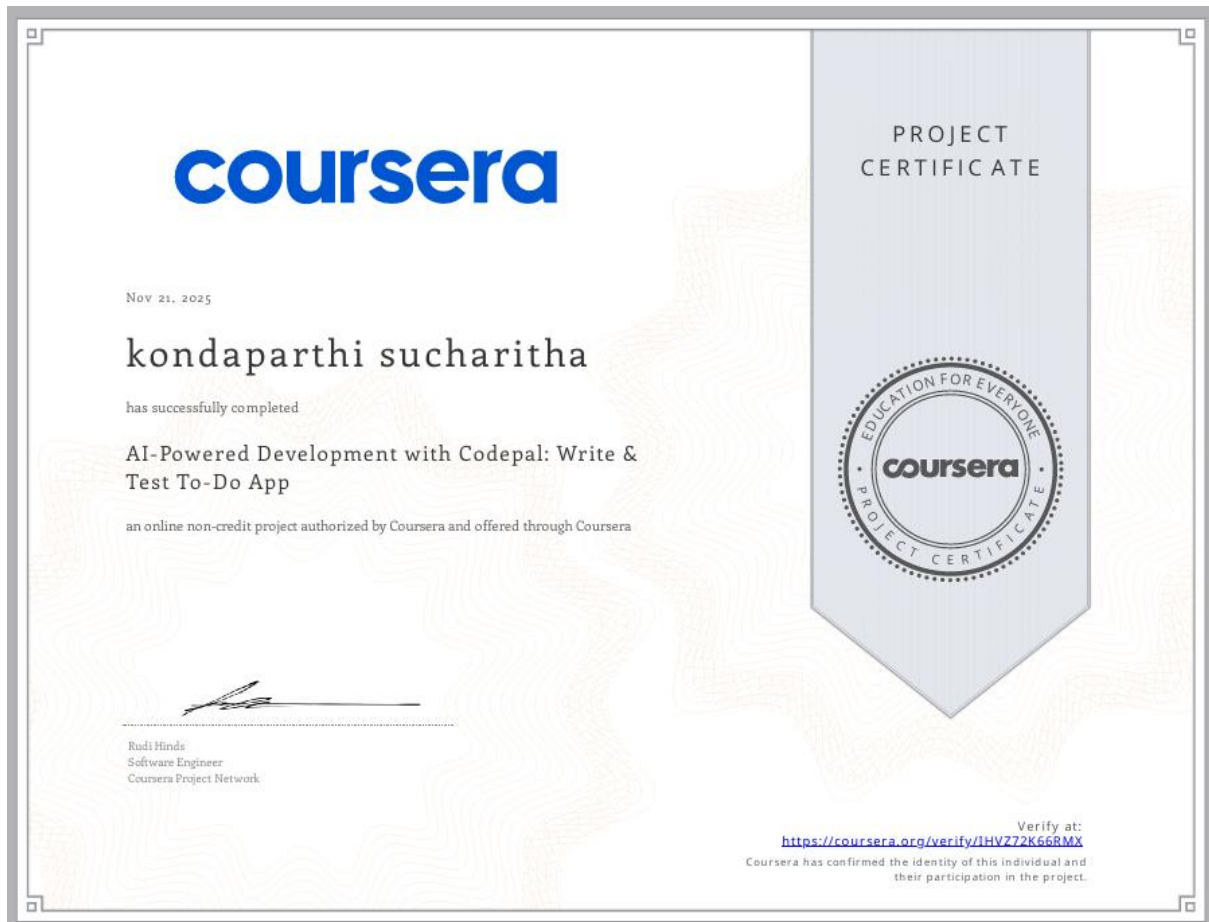 coursera
PROJECT
CERTIFICATE
Nov 21, 2025
kondaparthi sucharitha
has successfully completed
AI-Powered Development with Codepal: Write &
Test To-Do App
an online non-credit project authorized by Coursera and offered through Coursera
EDUCATION FOR EVERYONE
coursera
PROJECT CERTIFICATE
Rudi Hinds
Software Engineer
Coursera Project Network
Verify at:
https://coursera.org/verify/IHVZ72K66RMX
Coursera has confirmed the identity of this individual and
their participation in the project.